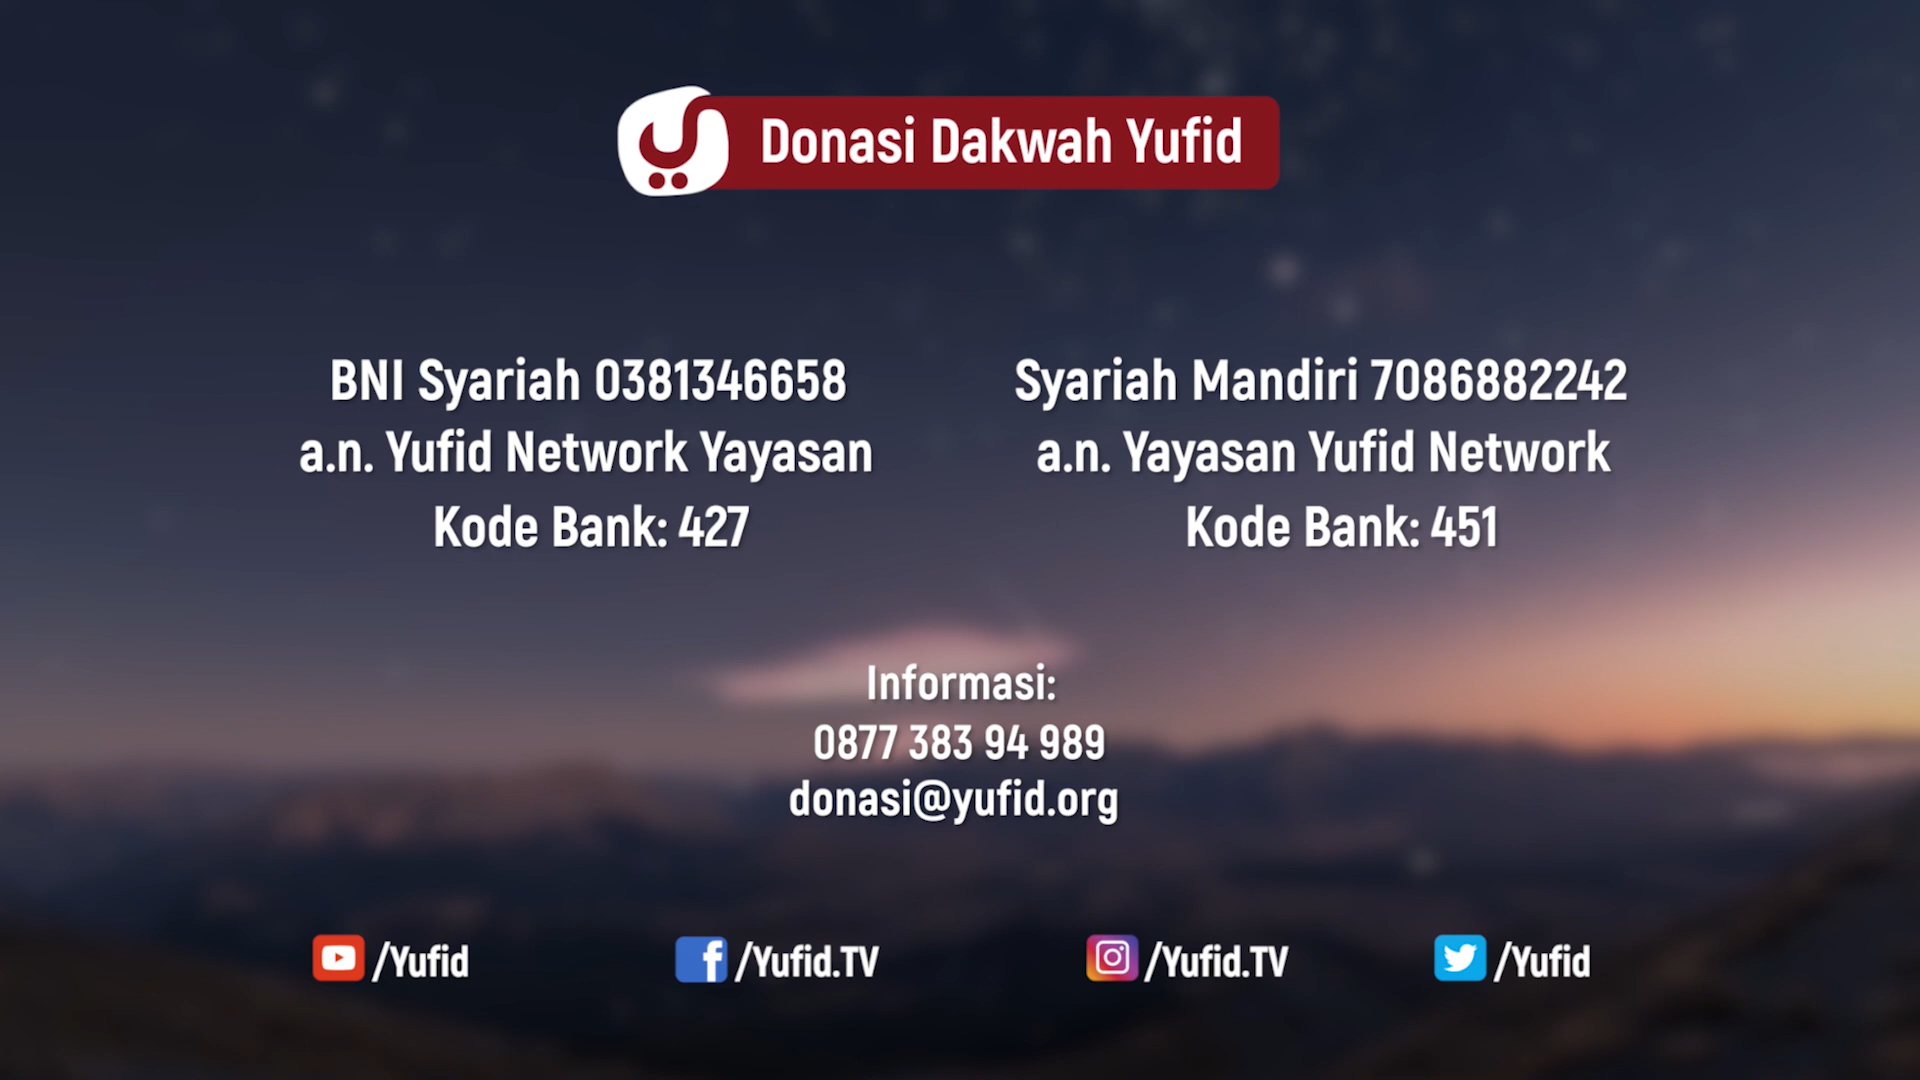 Donasi Dakwah Yufid
BNI Syariah 0381346658
a.n. Yufid Network Yayasan
Kode Bank: 427
Syariah Mandiri 7086882242
a.n. Yayasan Yufid Network
Kode Bank: 451
Informasi:
0877 383 94 989
donasi@yufid.org
/Yufid
/Yufid.TV
/Yufid.TV
/Yufid